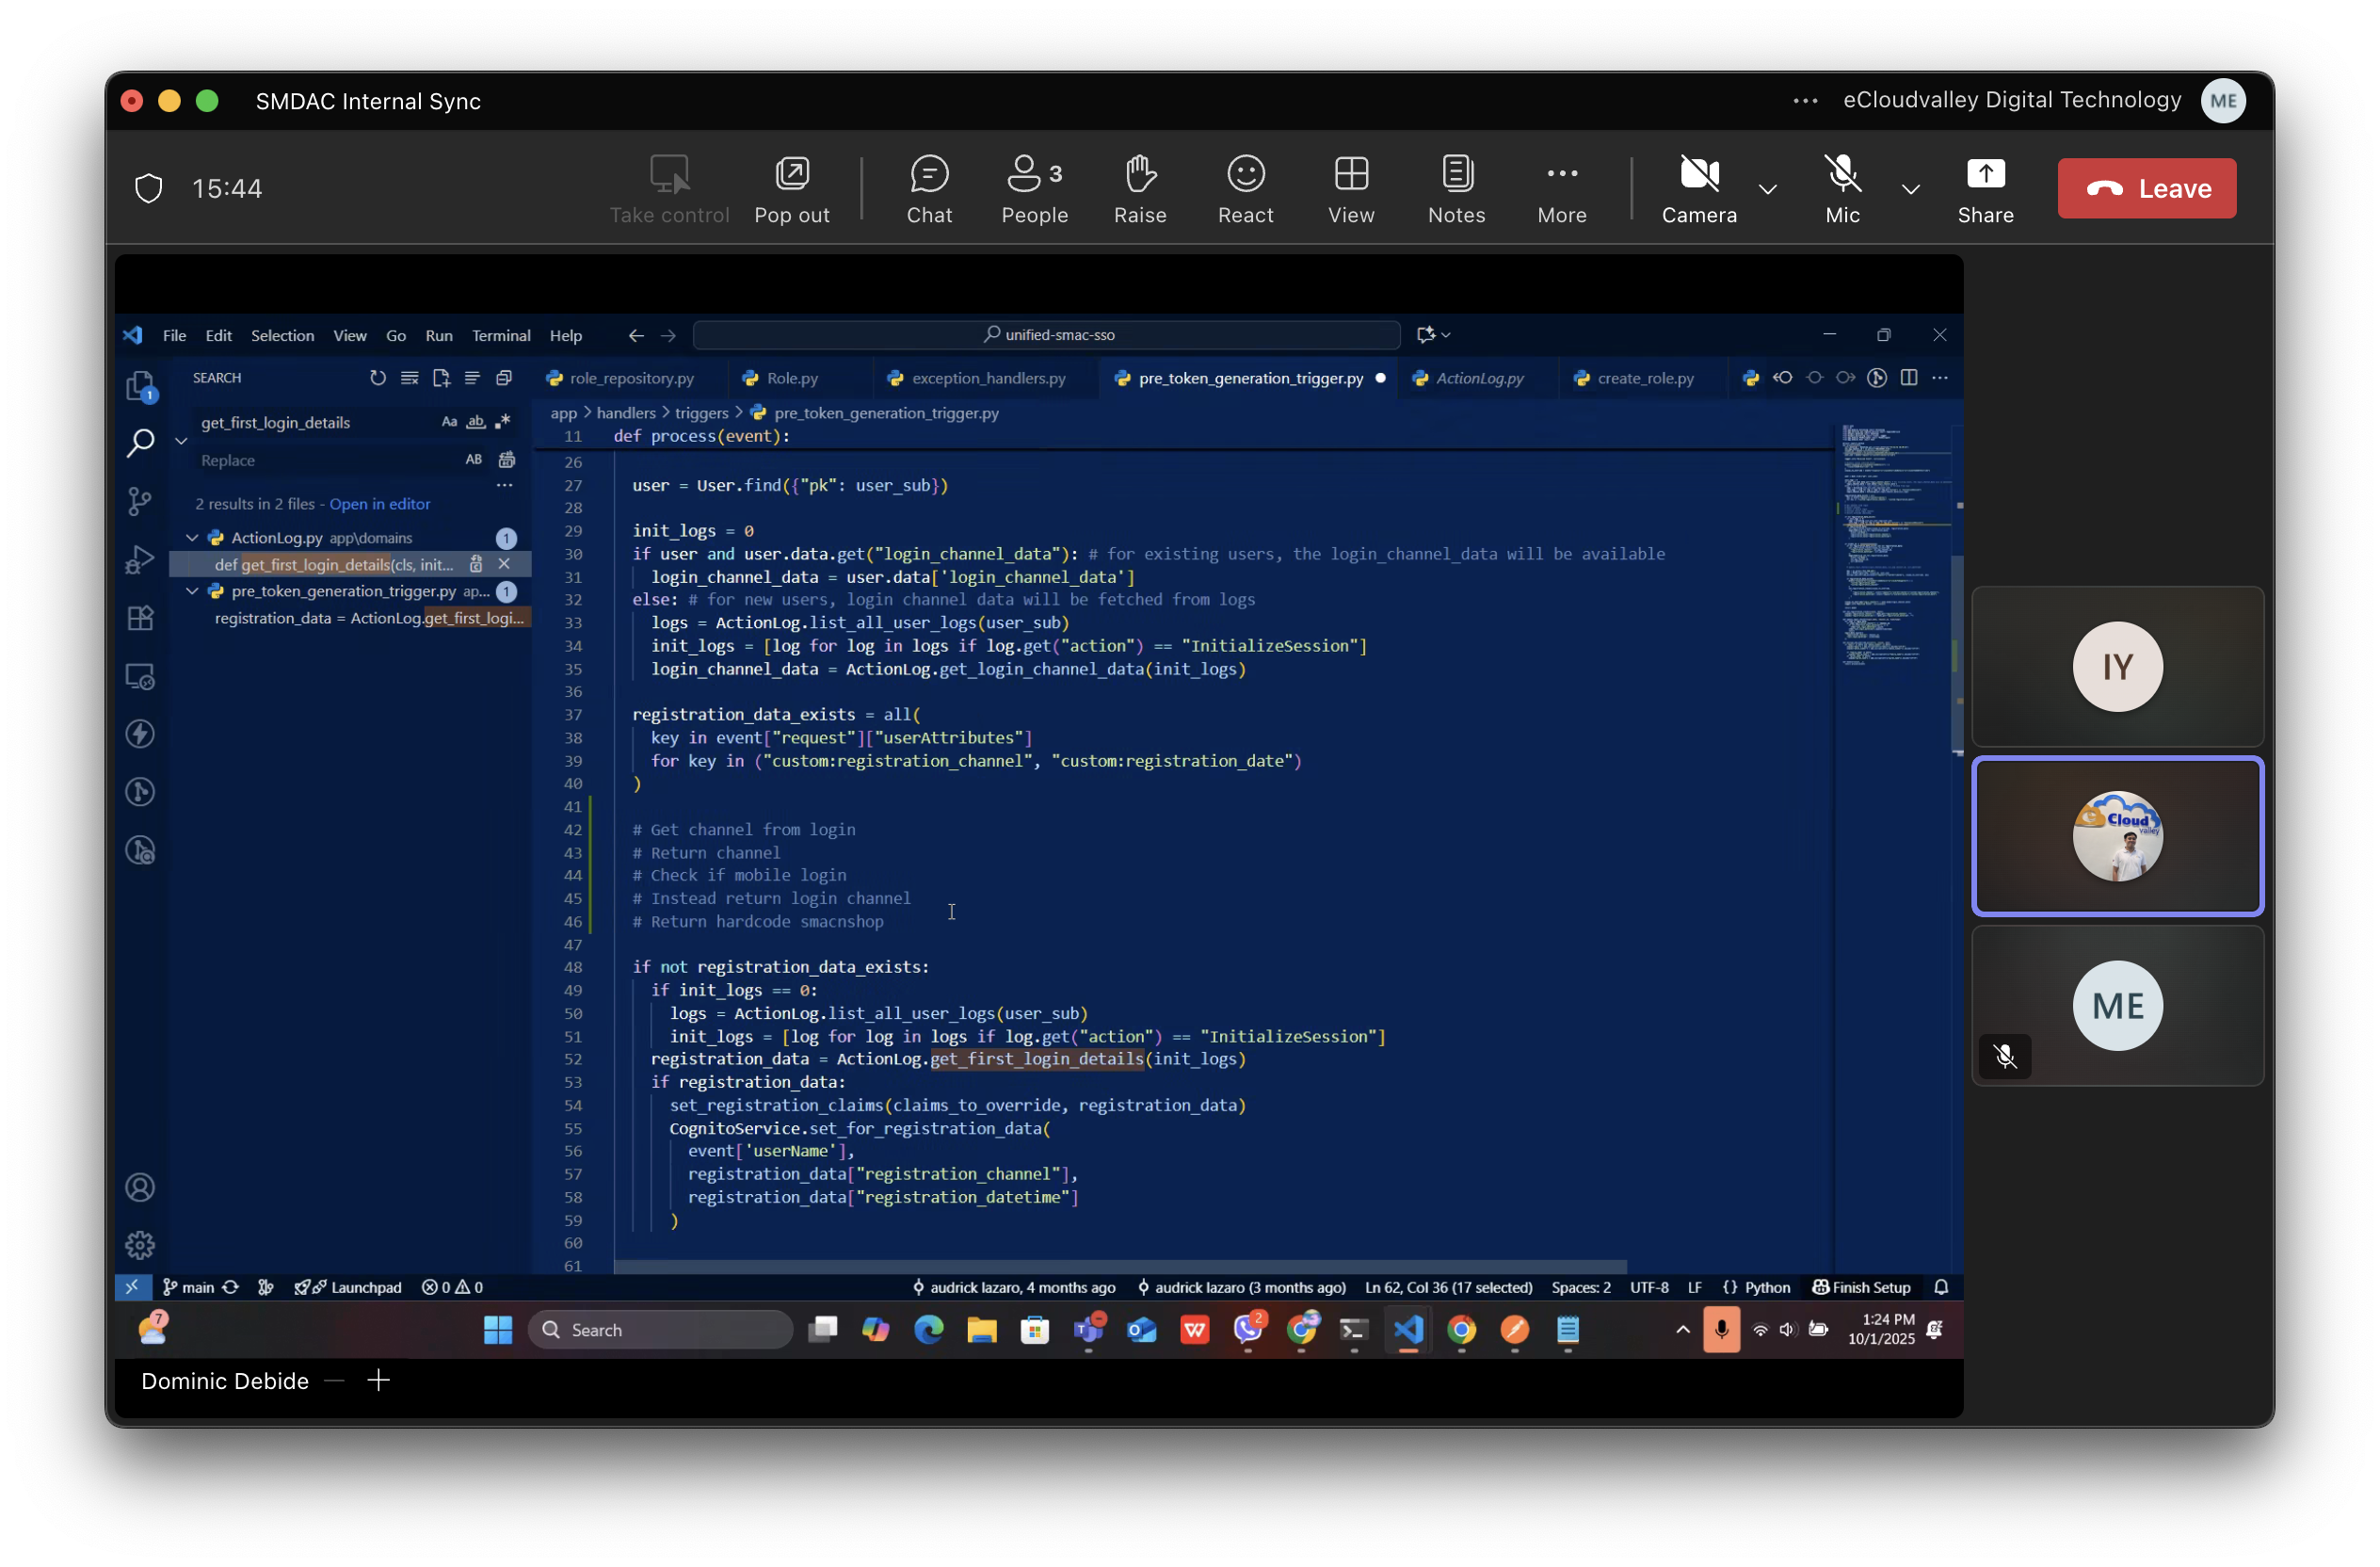 SMDAC Internal Sync
eCloudvalley Digital Technology
ME
15:44
Take control
Pop out
Chat
People
3
Raise
React
View
Notes
More
Camera
Mic
Share
Leave
File Edit Selection View Go Run Terminal Help
unified-smac-sso
SEARCH
role_repository.py
Role.py
exception_handlers.py
pre_token_generation_trigger.py
ActionLog.py
create_role.py
1
get_first_login_details
Aa
ab
Replace
AB
2 results in 2 files - Open in editor
ActionLog.py app\domains
1
def get_first_login_details(cls, init...
pre_token_generation_trigger.py ap...
1
registration_data = ActionLog.get_first_logi...
app > handlers > triggers > pre_token_generation_trigger.py
11 def process(event):
26
27 user = User.find({"pk": user_sub})
28
29 init_logs = 0
30 if user and user.data.get("login_channel_data"): # for existing users, the login_channel_data will be available
31 login_channel_data = user.data['login_channel_data']
32 else: # for new users, login channel data will be fetched from logs
33 logs = ActionLog.list_all_user_logs(user_sub)
34 init_logs = [log for log in logs if log.get("action") == "InitializeSession"]
35 login_channel_data = ActionLog.get_login_channel_data(init_logs)
36
37 registration_data_exists = all(
38 key in event["request"]["userAttributes"]
39 for key in ("custom:registration_channel", "custom:registration_date")
40 )
41
42 # Get channel from login
43 # Return channel
44 # Check if mobile login
45 # Instead return login channel
46 # Return hardcode smacnshop
47
48 if not registration_data_exists:
49 if init_logs == 0:
50 logs = ActionLog.list_all_user_logs(user_sub)
51 init_logs = [log for log in logs if log.get("action") == "InitializeSession"]
52 registration_data = ActionLog.get_first_login_details(init_logs)
53 if registration_data:
54 set_registration_claims(claims_to_override, registration_data)
55 CognitoService.set_for_registration_data(
56 event['userName'],
57 registration_data["registration_channel"],
58 registration_data["registration_datetime"]
59 )
60
61
main
Launchpad
0
0
audrick lazaro, 4 months ago
audrick lazaro (3 months ago)
Ln 62, Col 36 (17 selected)
Spaces: 2
UTF-8
LF
{} Python
Finish Setup
7
Search
2
1:24 PM
10/1/2025
Dominic Debide
IY
Cloud
valley
ME